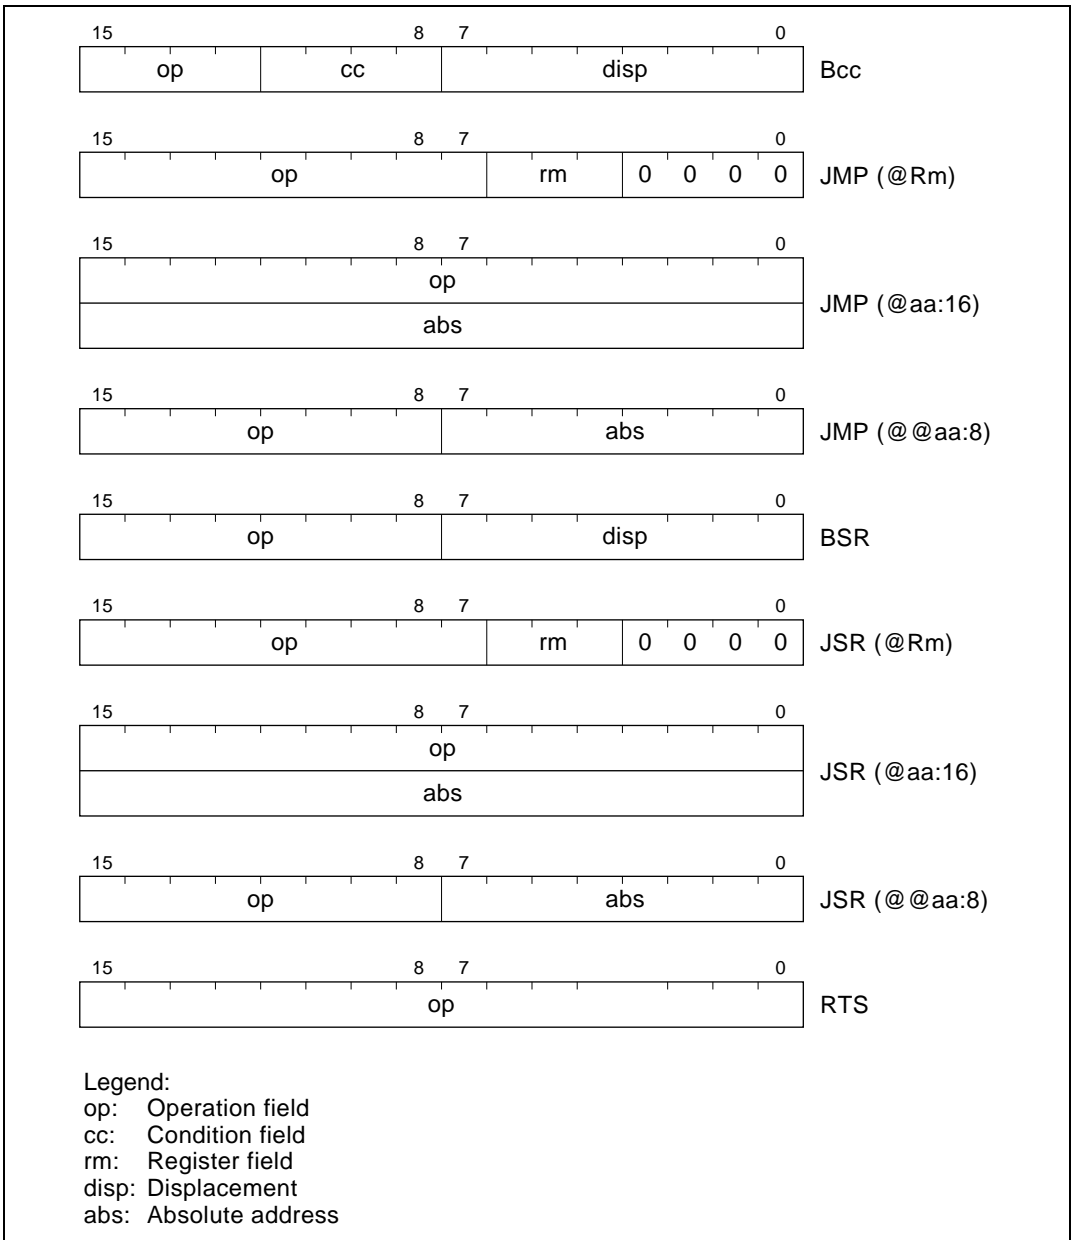 15 8 7 0
op cc disp Bcc
15 8 7 0
op rm 0 0 0 0 JMP (@Rm)
15 8 7 0
op
JMP (@aa:16)
abs
15 8 7 0
op abs JMP (@@aa:8)
15 8 7 0
op disp BSR
15 8 7 0
op rm 0 0 0 0 JSR (@Rm)
15 8 7 0
op
JSR (@aa:16)
abs
15 8 7 0
op abs JSR (@@aa:8)
15 8 7 0
op RTS
Legend:
op: Operation field
cc: Condition field
rm: Register field
disp: Displacement
abs: Absolute address